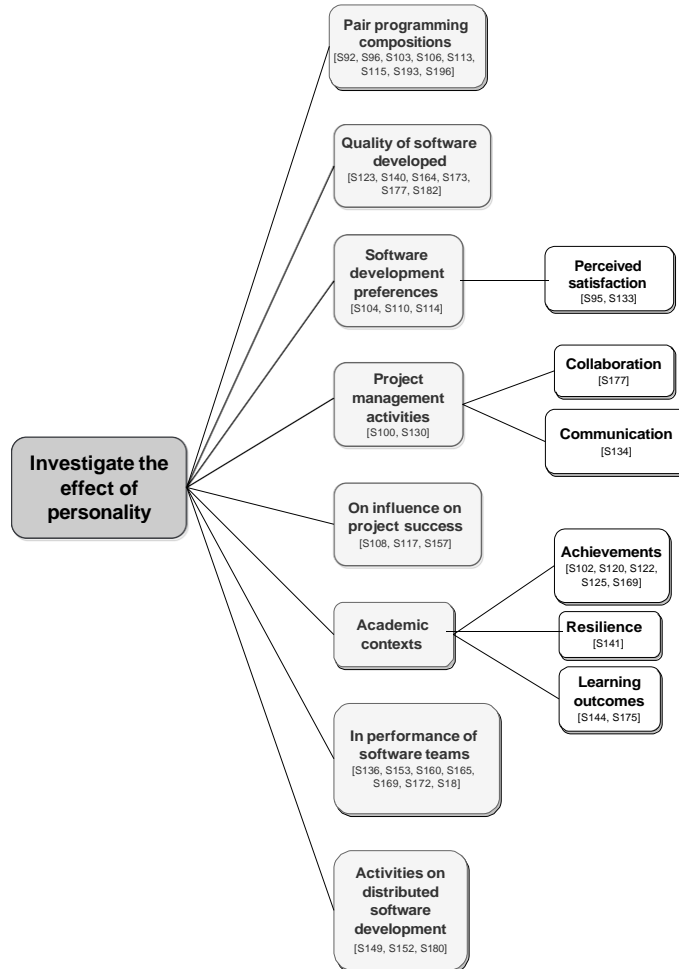 Pair programming
compositions
[S92, S96, S103, S106, S113,
S115, S193, S196]
Quality of software
developed
[S123, S140, S164, S173,
S177, S182]
Software
development
preferences
[S104, S110, S114]
Perceived
satisfaction
[S95, S133]
Project
management
activities
[S100, S130]
Collaboration
[S177]
Communication
[S134]
Investigate the
effect of
personality
On influence on
project success
[S108, S117, S157]
Academic
contexts
Achievements
[S102, S120, S122,
S125, S169]
Resilience
[S141]
Learning
outcomes
[S144, S175]
In performance of
software teams
[S136, S153, S160, S165,
S169, S172, S18]
Activities on
distributed
software
development
[S149, S152, S180]